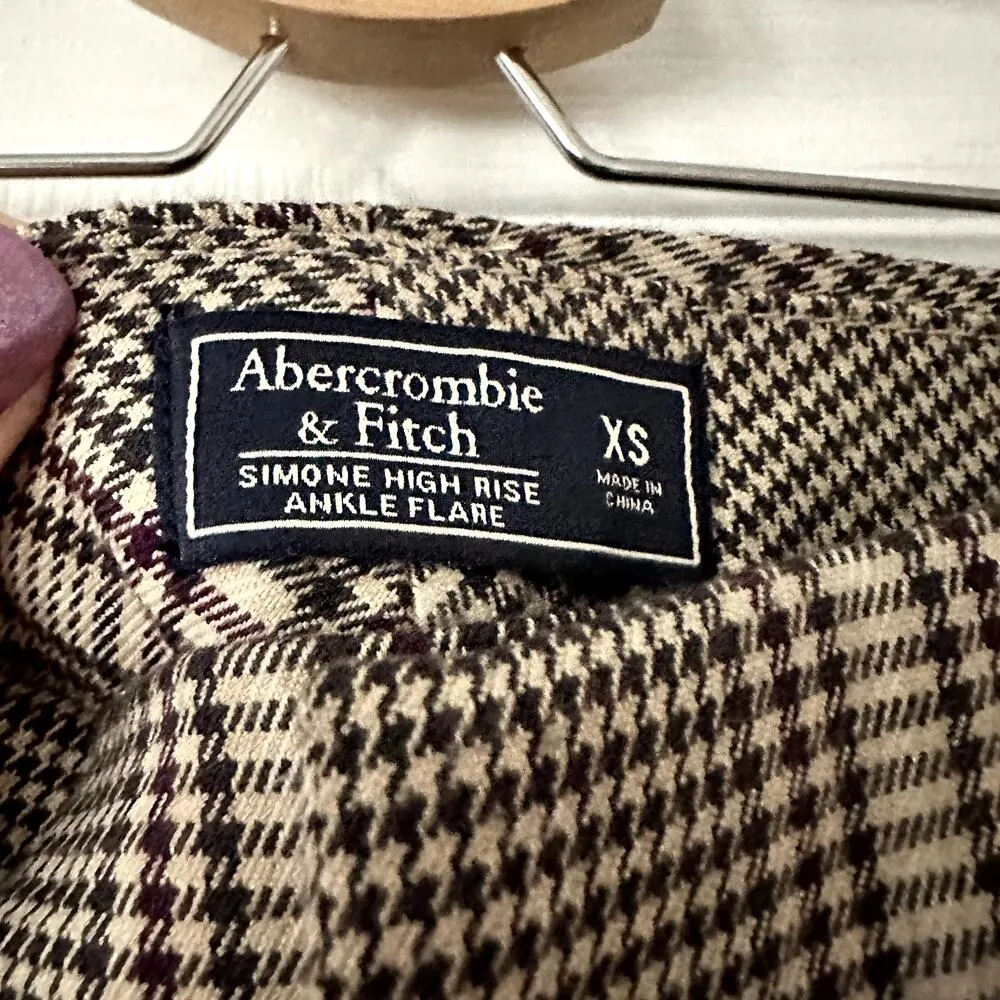 Abercrombie
& Fitch
SIMONE HIGH RISE
ANKLE FLARE
XS
MADE IN
CHINA